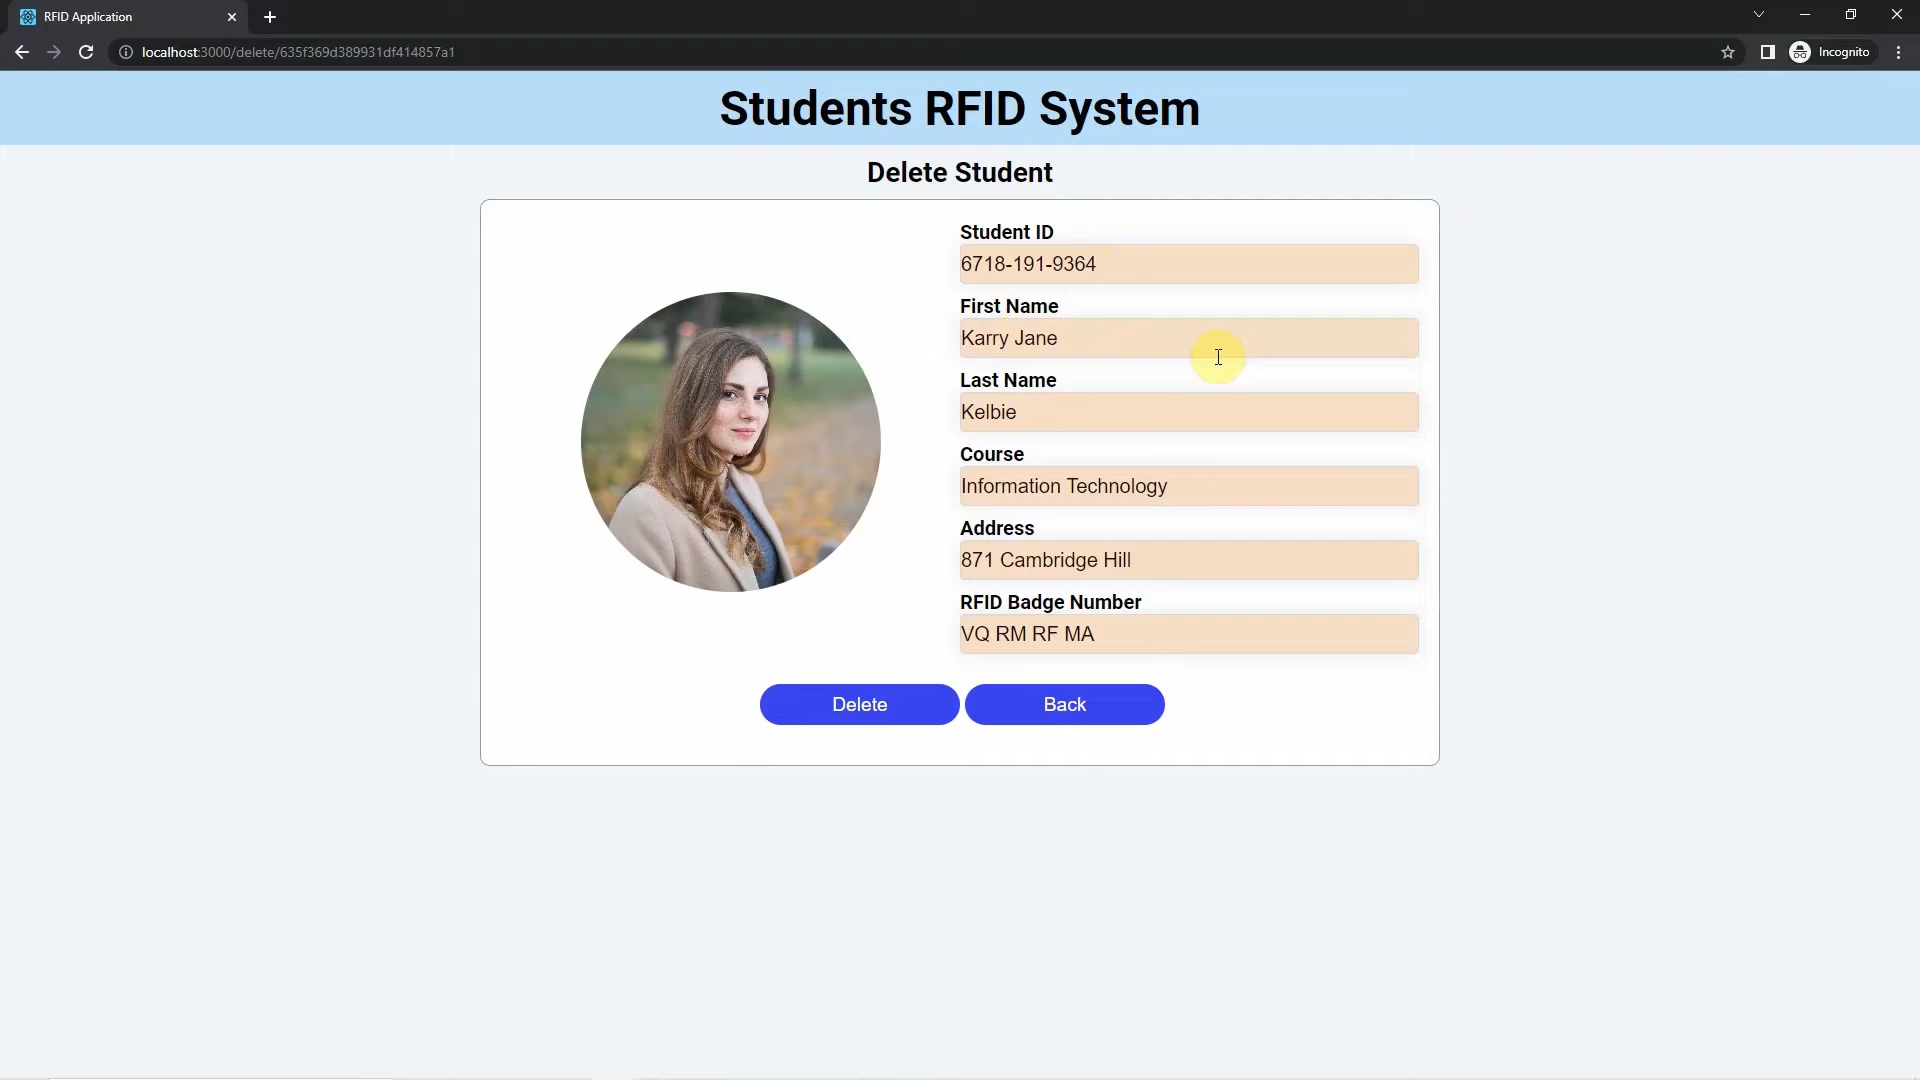 RFID Application
localhost:3000/delete/635f369d389931df414857a1
Incognito
Students RFID System
Delete Student
Student ID
6718-191-9364
First Name
Karry Jane
Last Name
Kelbie
Course
Information Technology
Address
871 Cambridge Hill
RFID Badge Number
VQ RM RF MA
Delete Back